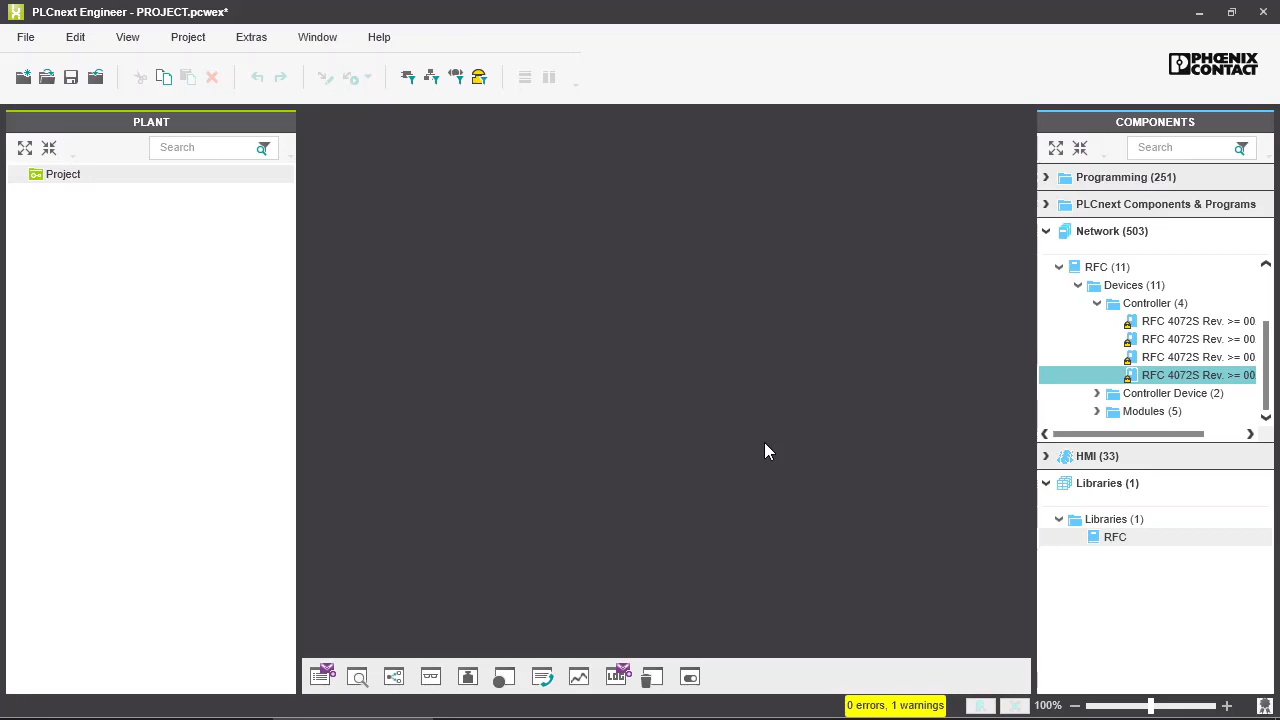 PLCnext Engineer - PROJECT.pcwex*
File Edit View Project Extras Window Help
PHŒNIX
CONTACT
PLANT
Search
Project
COMPONENTS
Search
Programming (251)
PLCnext Components & Programs
Network (503)
RFC (11)
Devices (11)
Controller (4)
RFC 4072S Rev. >= 00
RFC 4072S Rev. >= 00
RFC 4072S Rev. >= 00
RFC 4072S Rev. >= 00
Controller Device (2)
Modules (5)
HMI (33)
Libraries (1)
Libraries (1)
RFC
LOG
0 errors, 1 warnings
100%